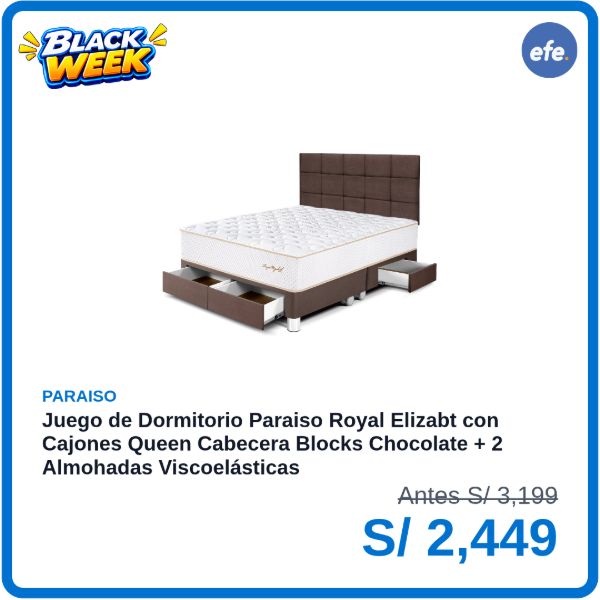 BLACK
WEEK
efe.
PARAISO
Juego de Dormitorio Paraiso Royal Elizabt con
Cajones Queen Cabecera Blocks Chocolate + 2
Almohadas Viscoelásticas
Antes S/ 3,199
S/ 2,449